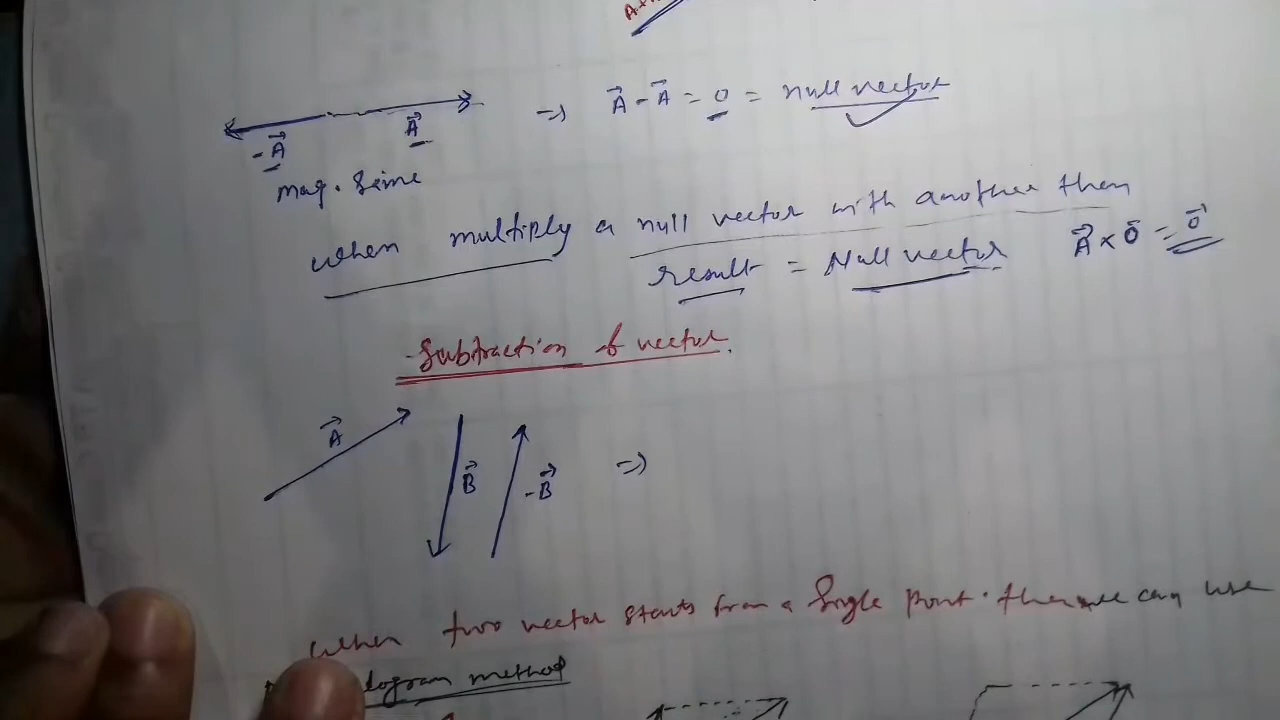 -A⃗ A⃗ => A⃗ - A⃗ = 0 = null vector
mag. Same
when multiply a null vector with another then
result = Null vector A⃗ × 0⃗ = 0⃗
Subtraction of vector.
A⃗ B⃗ -B⃗ =>
when two vector starts from a single point. then we can use
logram method